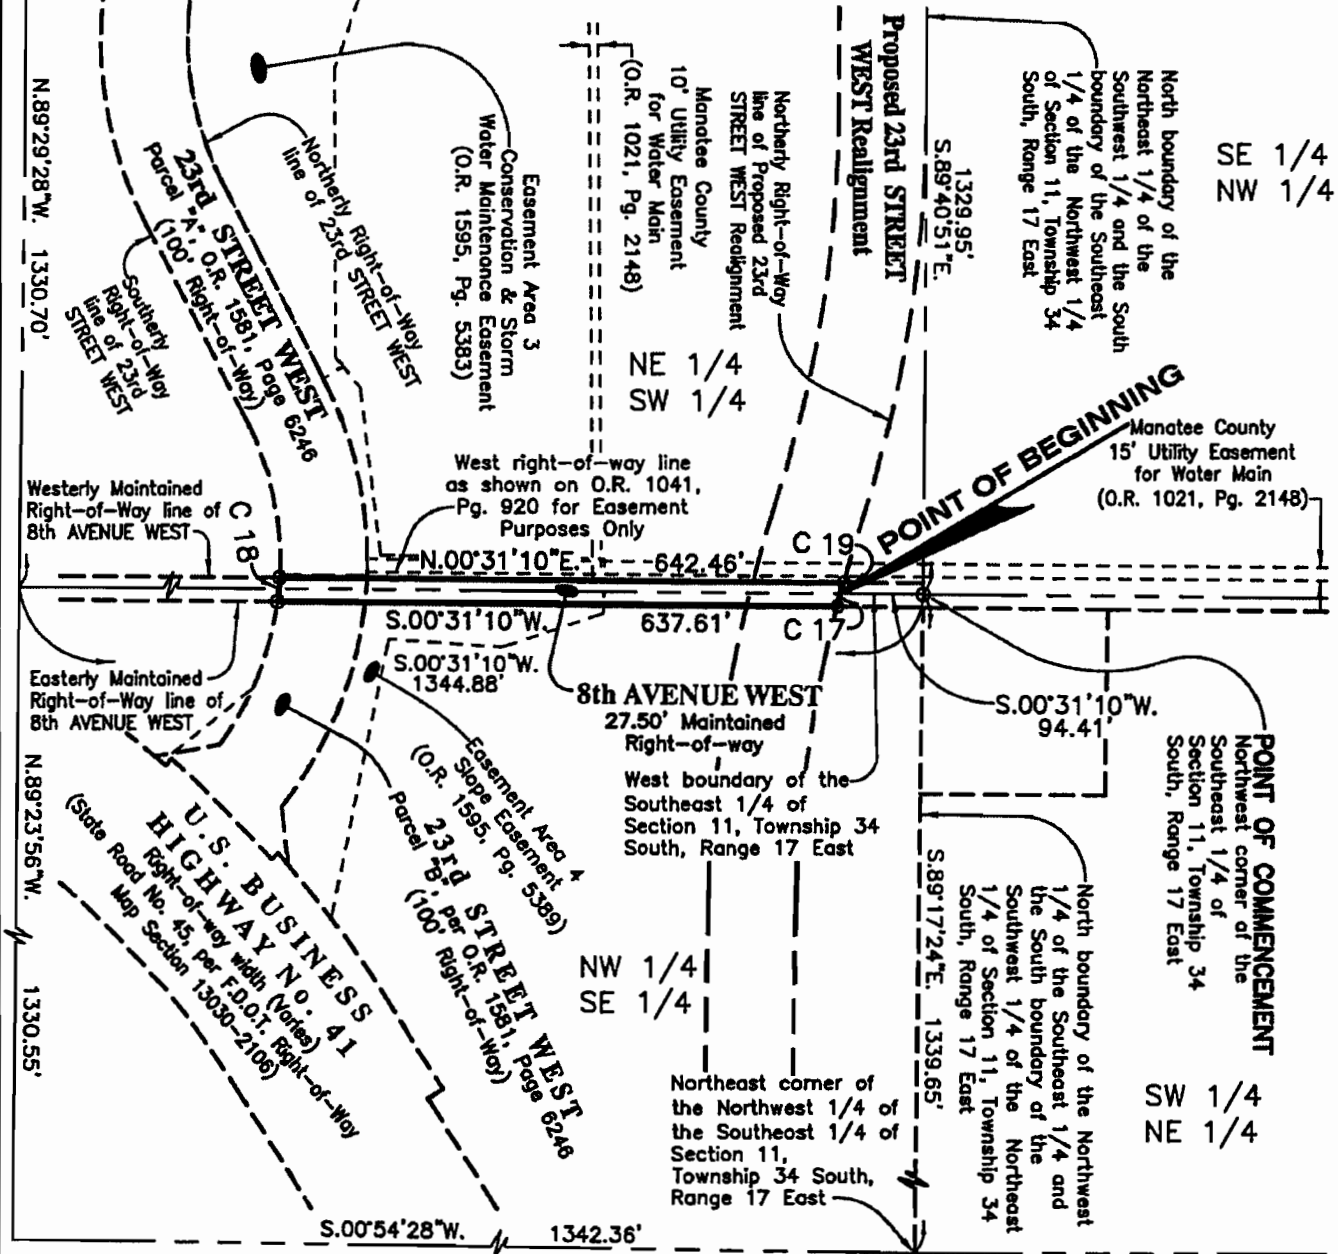 SE 1/4
NW 1/4
North boundary of the
Northeast 1/4 of the
Southwest 1/4 and the South
boundary of the Southeast
1/4 of the Northwest 1/4
of Section 11, Township 34
South, Range 17 East
1329.95'
S.89°40'51"E.
Proposed 23rd STREET
WEST Realignment
Northerly Right-of-Way
line of Proposed 23rd
STREET WEST Realignment
Manatee County
10' Utility Easement
for Water Main
(O.R. 1021, Pg. 2148)
Easement Area 3
Conservation & Storm
Water Maintenance Easement
(O.R. 1595, Pg. 5383)
Northerly Right-of-Way
line of 23rd STREET WEST
23rd STREET WEST
Parcel "A", O.R. 1581, Page 6246
(100' Right-of-Way)
Southerly
Right-of-Way
line of 23rd
STREET WEST
N.89°29'28"W. 1330.70'
NE 1/4
SW 1/4
POINT OF BEGINNING
Manatee County
15' Utility Easement
for Water Main
(O.R. 1021, Pg. 2148)
West right-of-way line
as shown on O.R. 1041,
Pg. 920 for Easement
Purposes Only
Westerly Maintained
Right-of-Way line of
8th AVENUE WEST
C 18
C 19
N.00°31'10"E. 642.46'
S.00°31'10"W. 637.61'
C 17
S.00°31'10"W.
1344.88'
Easterly Maintained
Right-of-Way line of
8th AVENUE WEST
8th AVENUE WEST
27.50' Maintained
Right-of-way
S.00°31'10"W.
94.41'
West boundary of the
Southeast 1/4 of
Section 11, Township 34
South, Range 17 East
POINT OF COMMENCEMENT
Northwest corner of the
Southeast 1/4 of
Section 11, Township 34
South, Range 17 East
Easement Area 4
Slope Easement
(O.R. 1595, Pg. 5389)
23rd STREET WEST
Parcel "B", per O.R. 1581, Page 6246
(100' Right-of-Way)
U.S. BUSINESS
HIGHWAY No. 41
Right-of-way width (Varies)
(State Road No. 45, per F.D.O.T. Right-of-Way
Map Section 13030-2106)
N.89°23'56"W. 1330.55'
NW 1/4
SE 1/4
North boundary of the Northwest
1/4 of the Southeast 1/4 and
the South boundary of the
Southwest 1/4 of the Northeast
1/4 of Section 11, Township 34
South, Range 17 East
S.89°17'24"E. 1339.65'
SW 1/4
NE 1/4
Northeast corner of
the Northwest 1/4 of
the Southeast 1/4 of
Section 11,
Township 34 South,
Range 17 East
S.00°54'28"W. 1342.36'